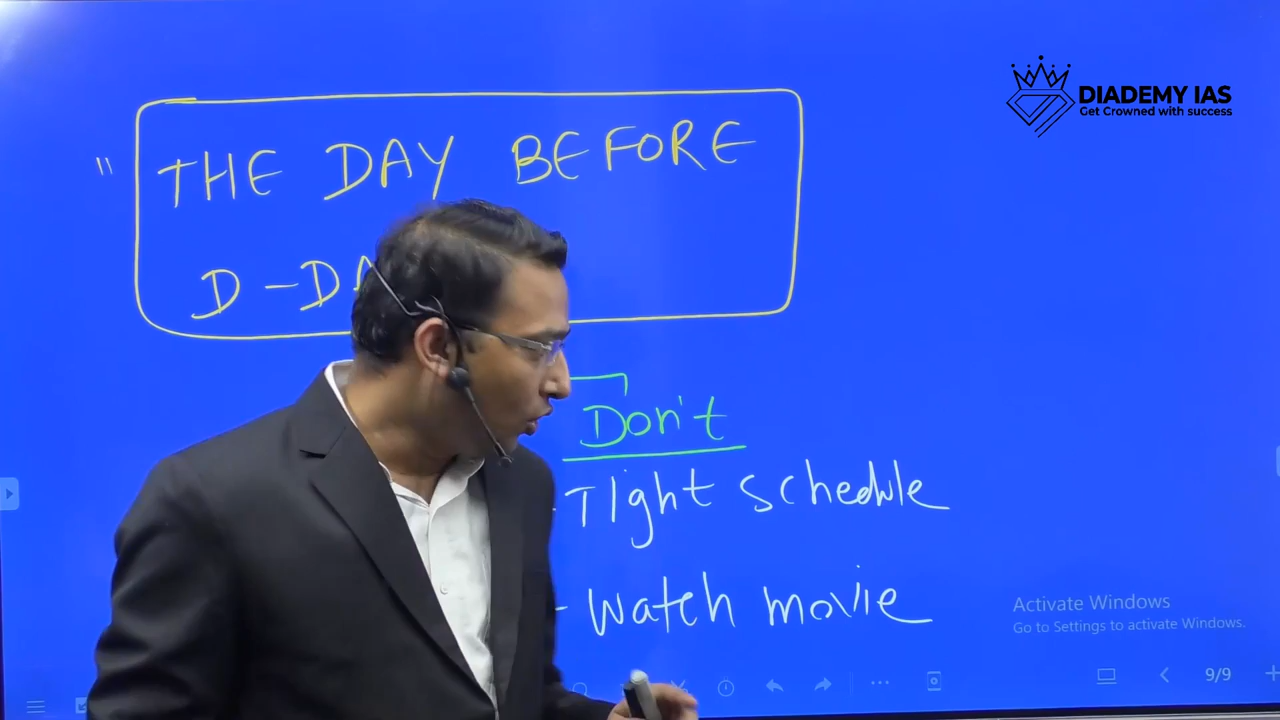 DIADEMY IAS
Get Crowned with success
" THE DAY BEFORE
D-DA
Don't
Tight schedule
- Watch movie
Activate Windows
Go to Settings to activate Windows.
9/9